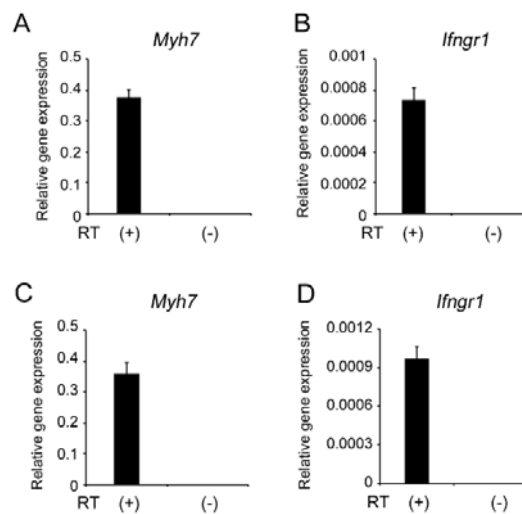 A
Myh7
Relative gene expression
0.5
0.4
0.3
0.2
0.1
0
RT (+) (-)
B
Ifngr1
Relative gene expression
0.001
0.0008
0.0006
0.0004
0.0002
0
RT (+) (-)
C
Myh7
Relative gene expression
0.5
0.4
0.3
0.2
0.1
0
RT (+) (-)
D
Ifngr1
Relative gene expression
0.0012
0.0009
0.0006
0.0003
0
RT (+) (-)